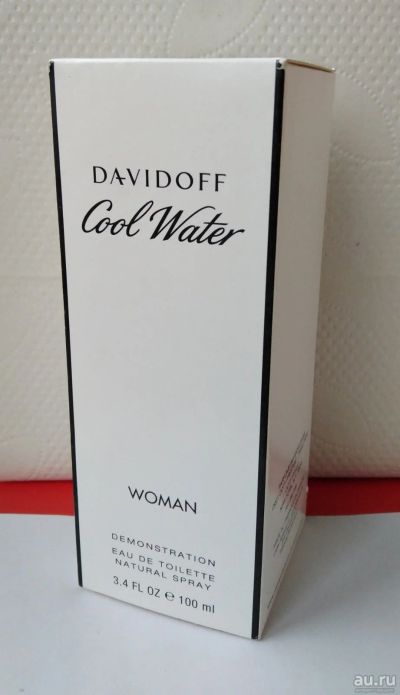 DAVIDOFF
Cool Water
WOMAN
DEMONSTRATION
EAU DE TOILETTE
NATURAL SPRAY
3.4 FL OZ ℮ 100 ml
au.ru